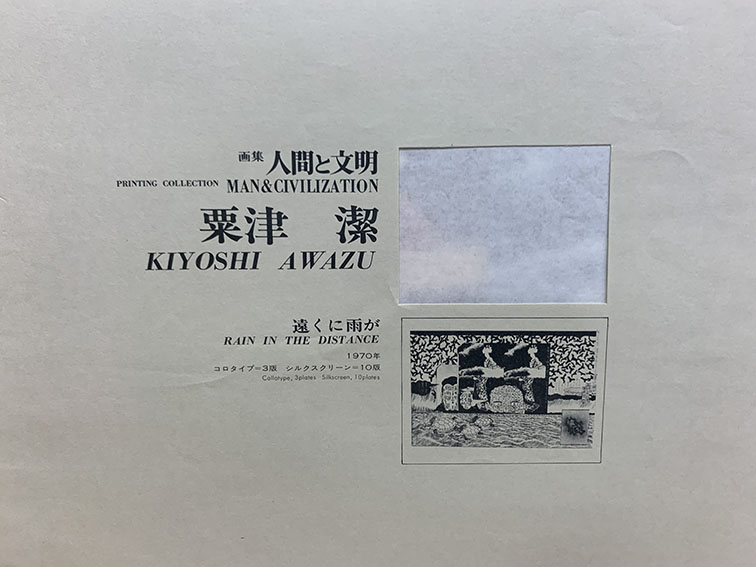 画集 人間と文明
PRINTING COLLECTION MAN&CIVILIZATION
粟津 潔
KIYOSHI AWAZU
遠くに雨が
RAIN IN THE DISTANCE
1970年
コロタイプ=3版 シルクスクリーン=10版
Collotype, 3plates Silkscreen, 10plates